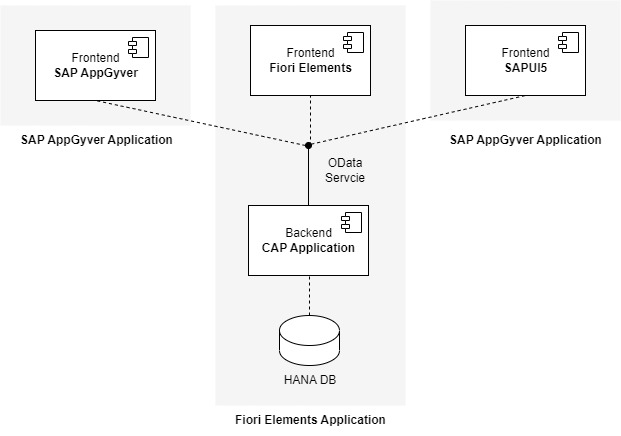 Frontend
SAP AppGyver
Frontend
Fiori Elements
Frontend
SAPUI5
SAP AppGyver Application
SAP AppGyver Application
OData
Servcie
Backend
CAP Application
HANA DB
Fiori Elements Application